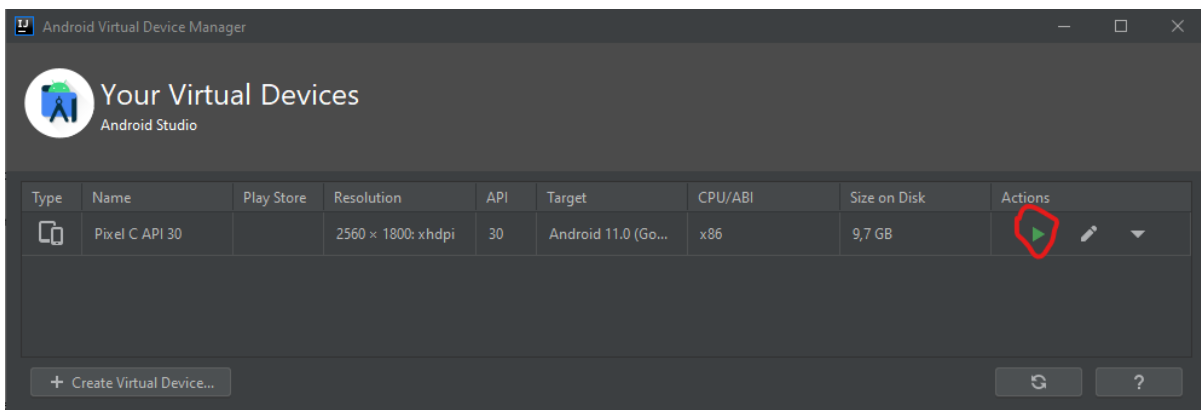 Android Virtual Device Manager
Your Virtual Devices
Android Studio
Type Name Play Store Resolution API Target CPU/ABI Size on Disk Actions
Pixel C API 30 2560 × 1800: xhdpi 30 Android 11.0 (Go... x86 9,7 GB
+ Create Virtual Device... ?